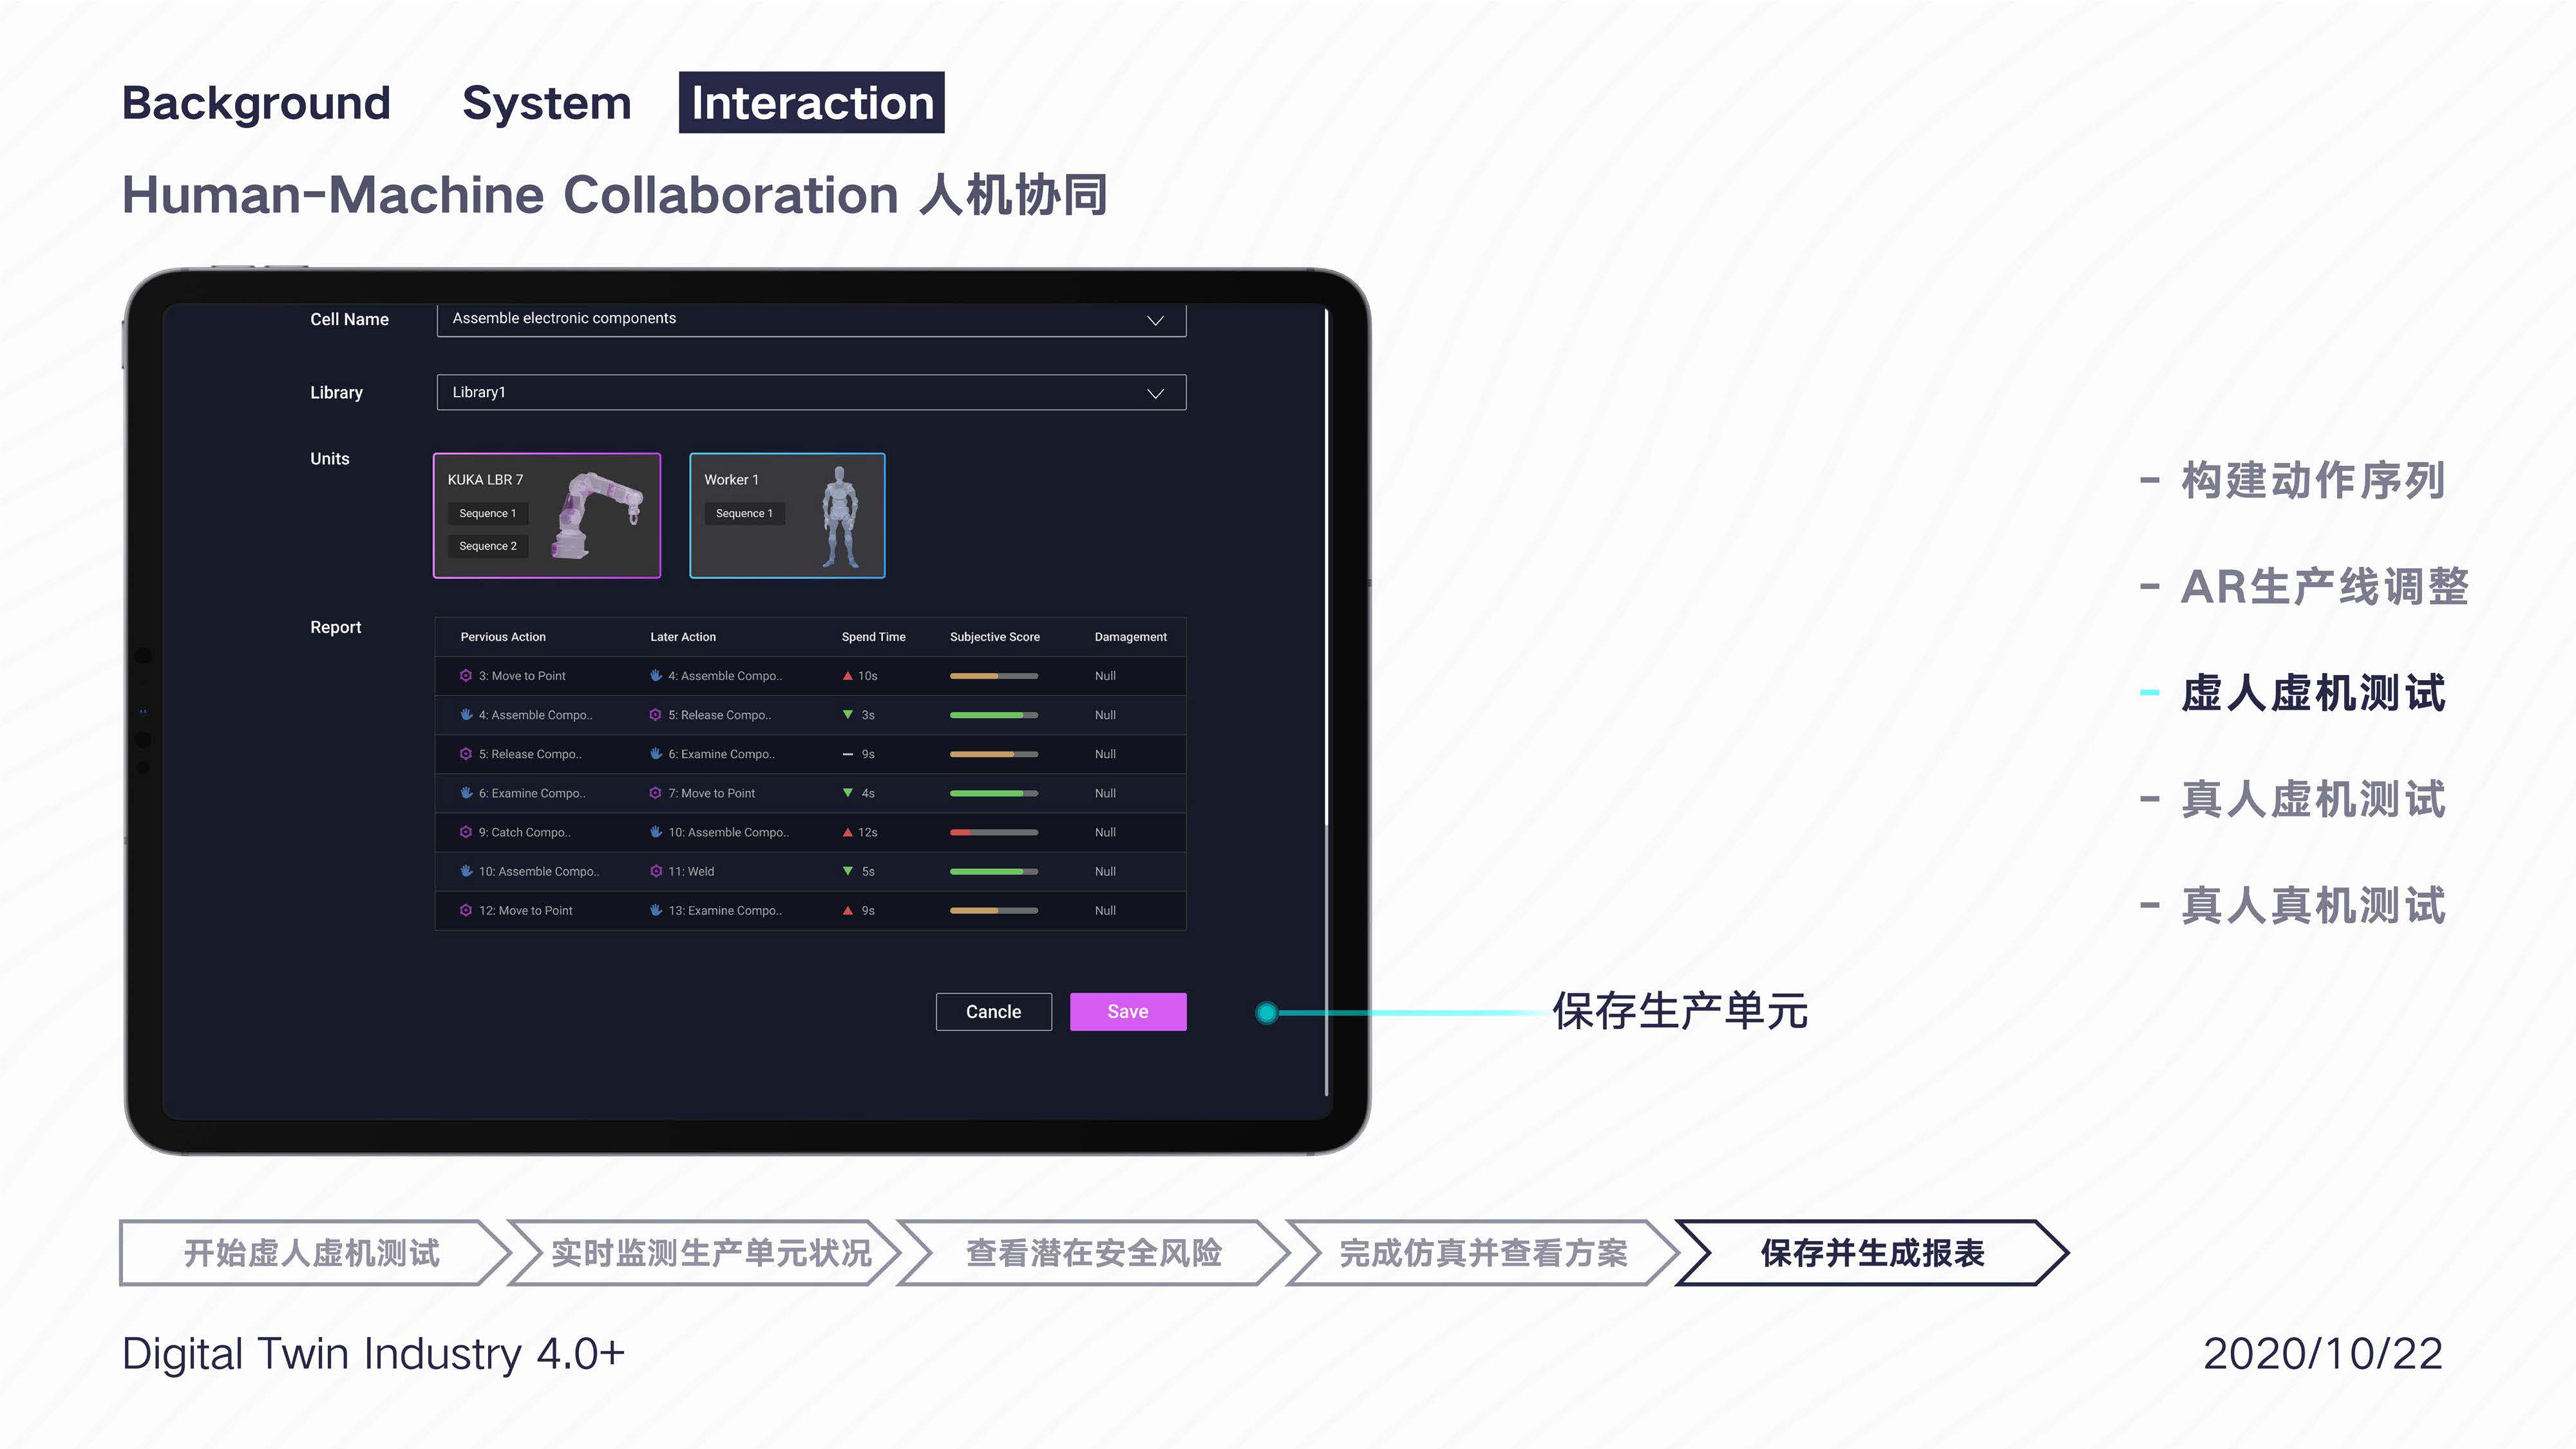 Background System Interaction
Human-Machine Collaboration 人机协同
Cell Name Assemble electronic components
Library Library1
Units
KUKA LBR 7
Sequence 1
Sequence 2
Worker 1
Sequence 1
Report
Pervious Action Later Action Spend Time Subjective Score Damagement
3: Move to Point 4: Assemble Compo.. 10s Null
4: Assemble Compo.. 5: Release Compo.. 3s Null
5: Release Compo.. 6: Examine Compo.. 9s Null
6: Examine Compo.. 7: Move to Point 4s Null
9: Catch Compo.. 10: Assemble Compo.. 12s Null
10: Assemble Compo.. 11: Weld 5s Null
12: Move to Point 13: Examine Compo.. 9s Null
Cancle Save
保存生产单元
- 构建动作序列
- AR生产线调整
- 虚人虚机测试
- 真人虚机测试
- 真人真机测试
开始虚人虚机测试 实时监测生产单元状况 查看潜在安全风险 完成仿真并查看方案 保存并生成报表
Digital Twin Industry 4.0+
2020/10/22